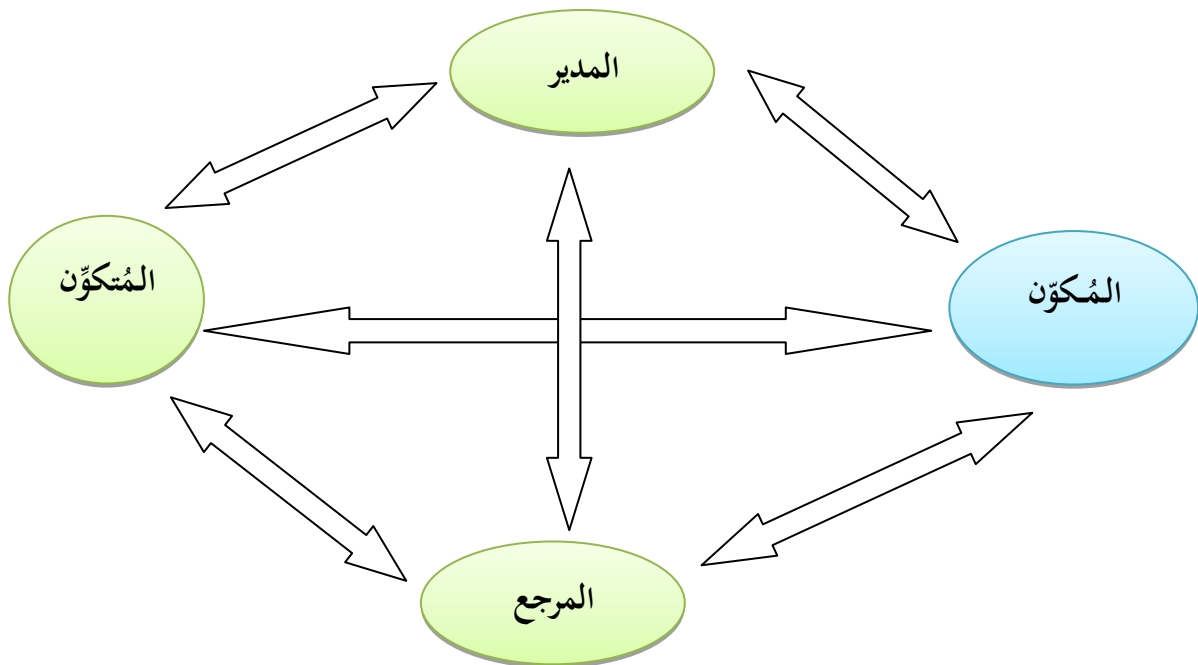 المدير
المُكوّن
المُتكوِّن
المرجع